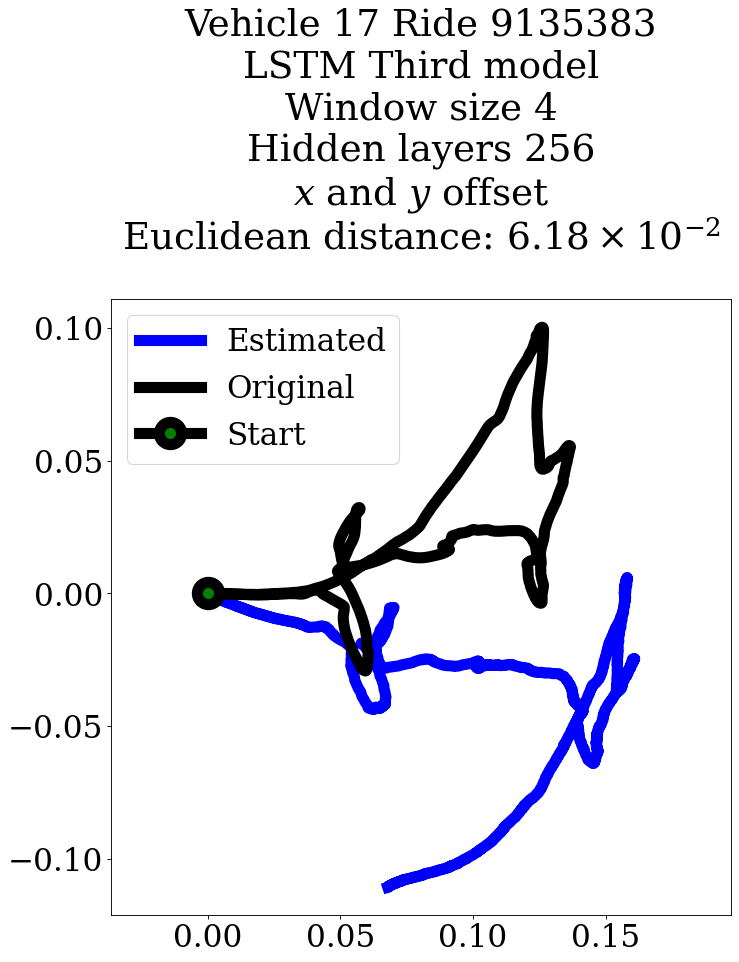 Vehicle 17 Ride 9135383
LSTM Third model
Window size 4
Hidden layers 256
x and y offset
Euclidean distance: 6.18 × 10⁻²
Estimated
Original
Start
0.10
0.05
0.00
−0.05
−0.10
0.00 0.05 0.10 0.15